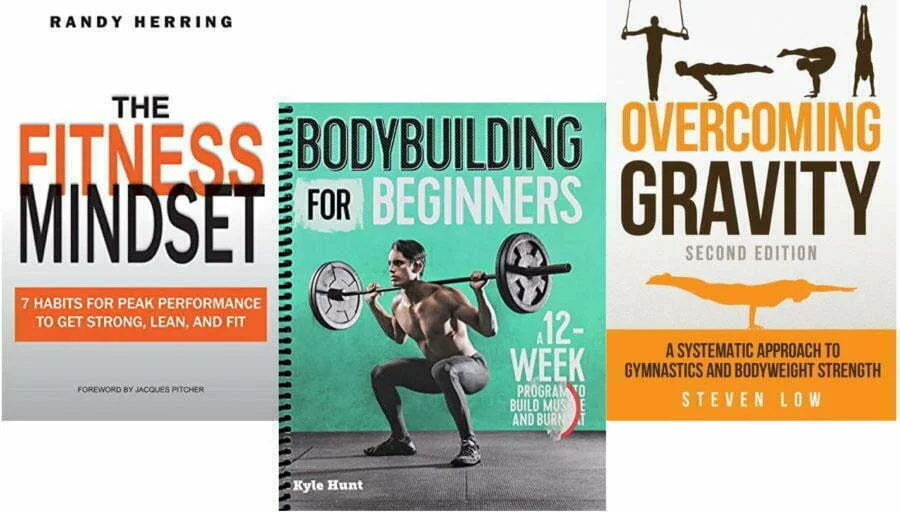 RANDY HERRING
THE
FITNESS
MINDSET
7 HABITS FOR PEAK PERFORMANCE
TO GET STRONG, LEAN, AND FIT
FOREWORD BY JACQUES PITCHER
BODYBUILDING
FOR BEGINNERS
A 12-
WEEK
PROGRAM TO
BUILD
AND
Kyle Hunt
OVERCOMING
GRAVITY
SECOND EDITION
A SYSTEMATIC APPROACH TO
GYMNASTICS AND BODYWEIGHT STRENGTH
STEVEN LOW